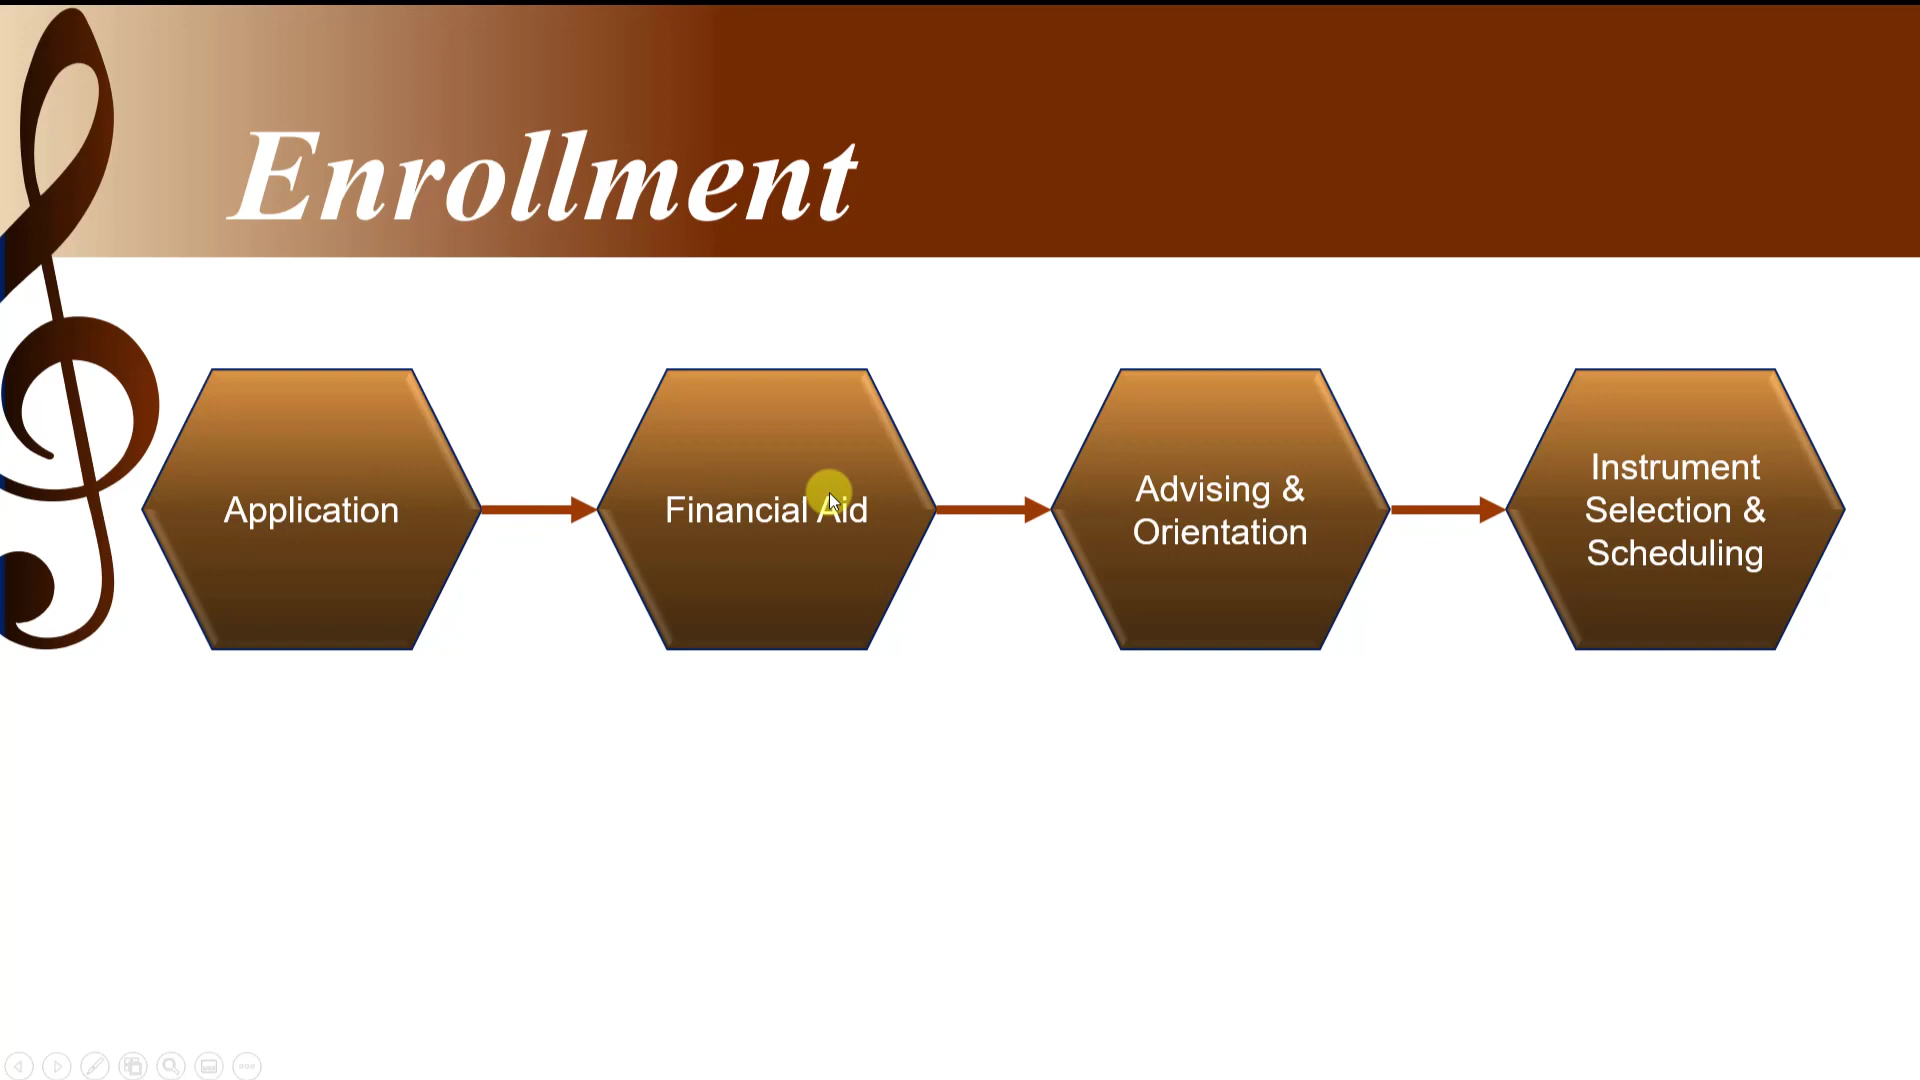 Enrollment
Application
Financial Aid
Advising &
Orientation
Instrument
Selection &
Scheduling